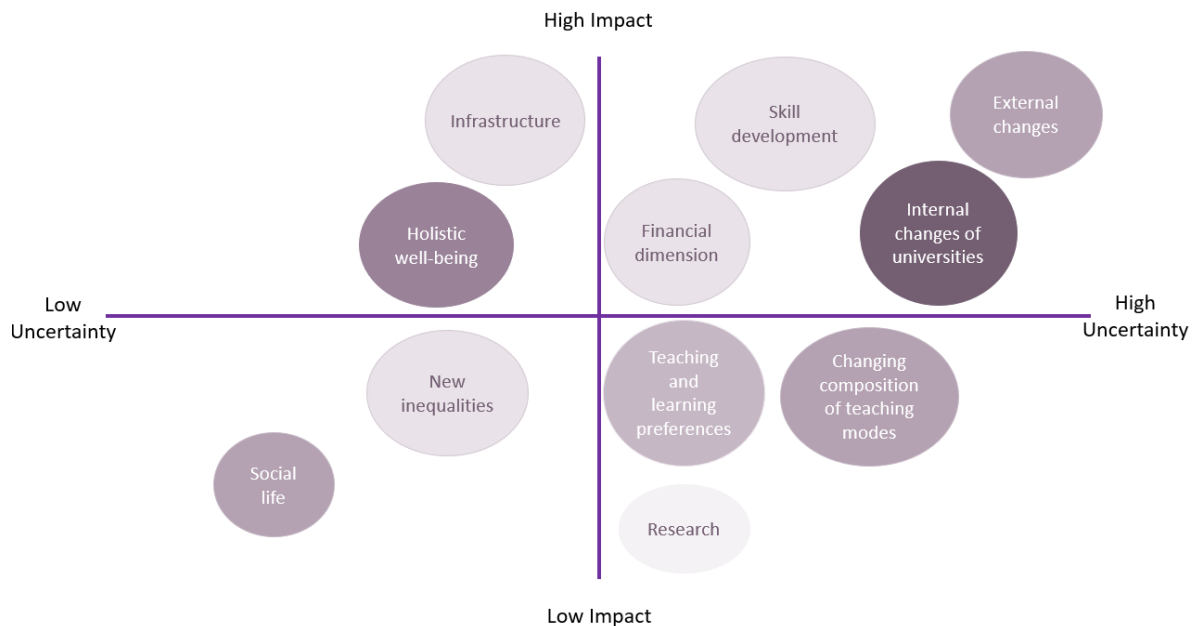 High Impact
Infrastructure
Skill
development
External
changes
Holistic
well-being
Financial
dimension
Internal
changes of
universities
Low
Uncertainty
High
Uncertainty
New
inequalities
Teaching
and
learning
preferences
Changing
composition
of teaching
modes
Social
life
Research
Low Impact